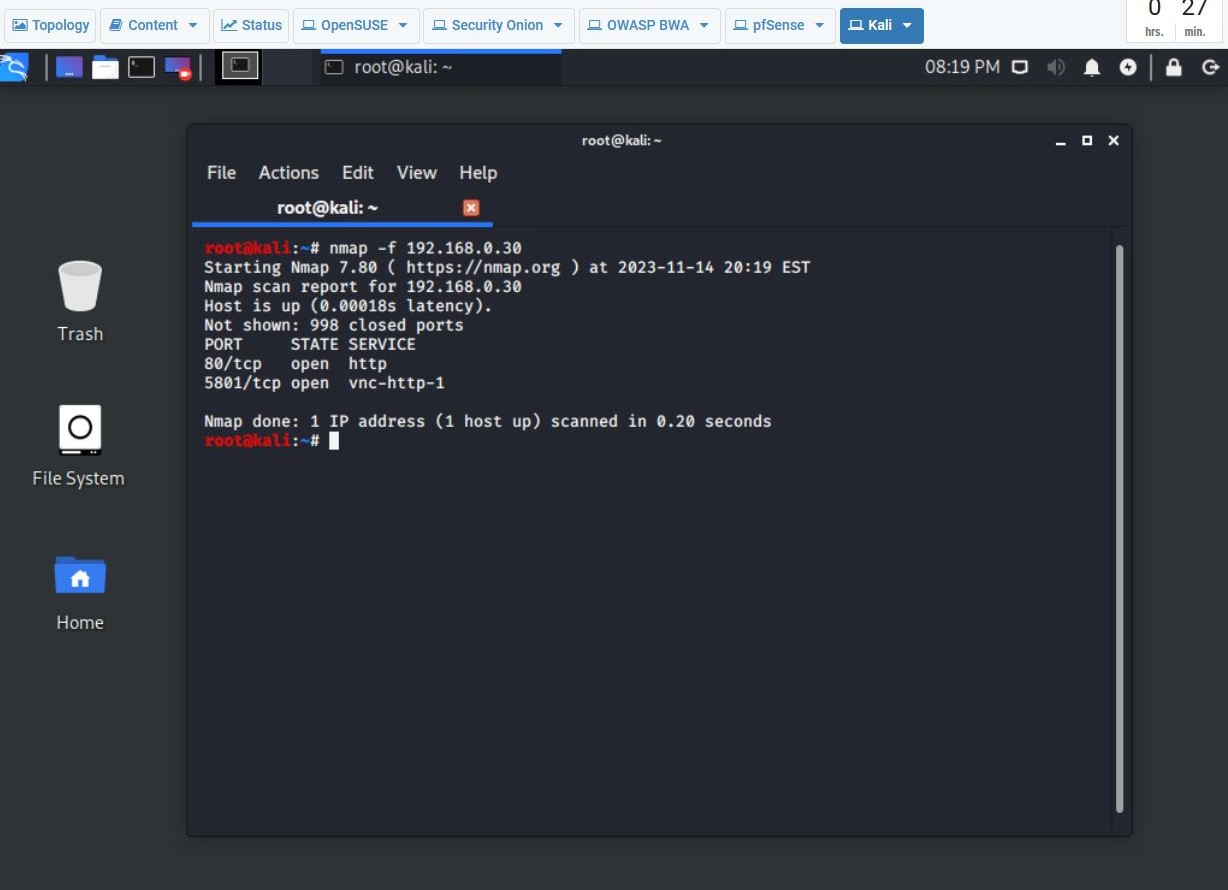 Topology Content Status OpenSUSE Security Onion OWASP BWA pfSense Kali 0 27
hrs. min.
root@kali: ~ 08:19 PM
root@kali: ~
File Actions Edit View Help
root@kali: ~
root@kali:~# nmap -f 192.168.0.30
Starting Nmap 7.80 ( https://nmap.org ) at 2023-11-14 20:19 EST
Nmap scan report for 192.168.0.30
Host is up (0.00018s latency).
Not shown: 998 closed ports
PORT     STATE SERVICE
80/tcp   open  http
5801/tcp open  vnc-http-1
Nmap done: 1 IP address (1 host up) scanned in 0.20 seconds
root@kali:~#
Trash
File System
Home